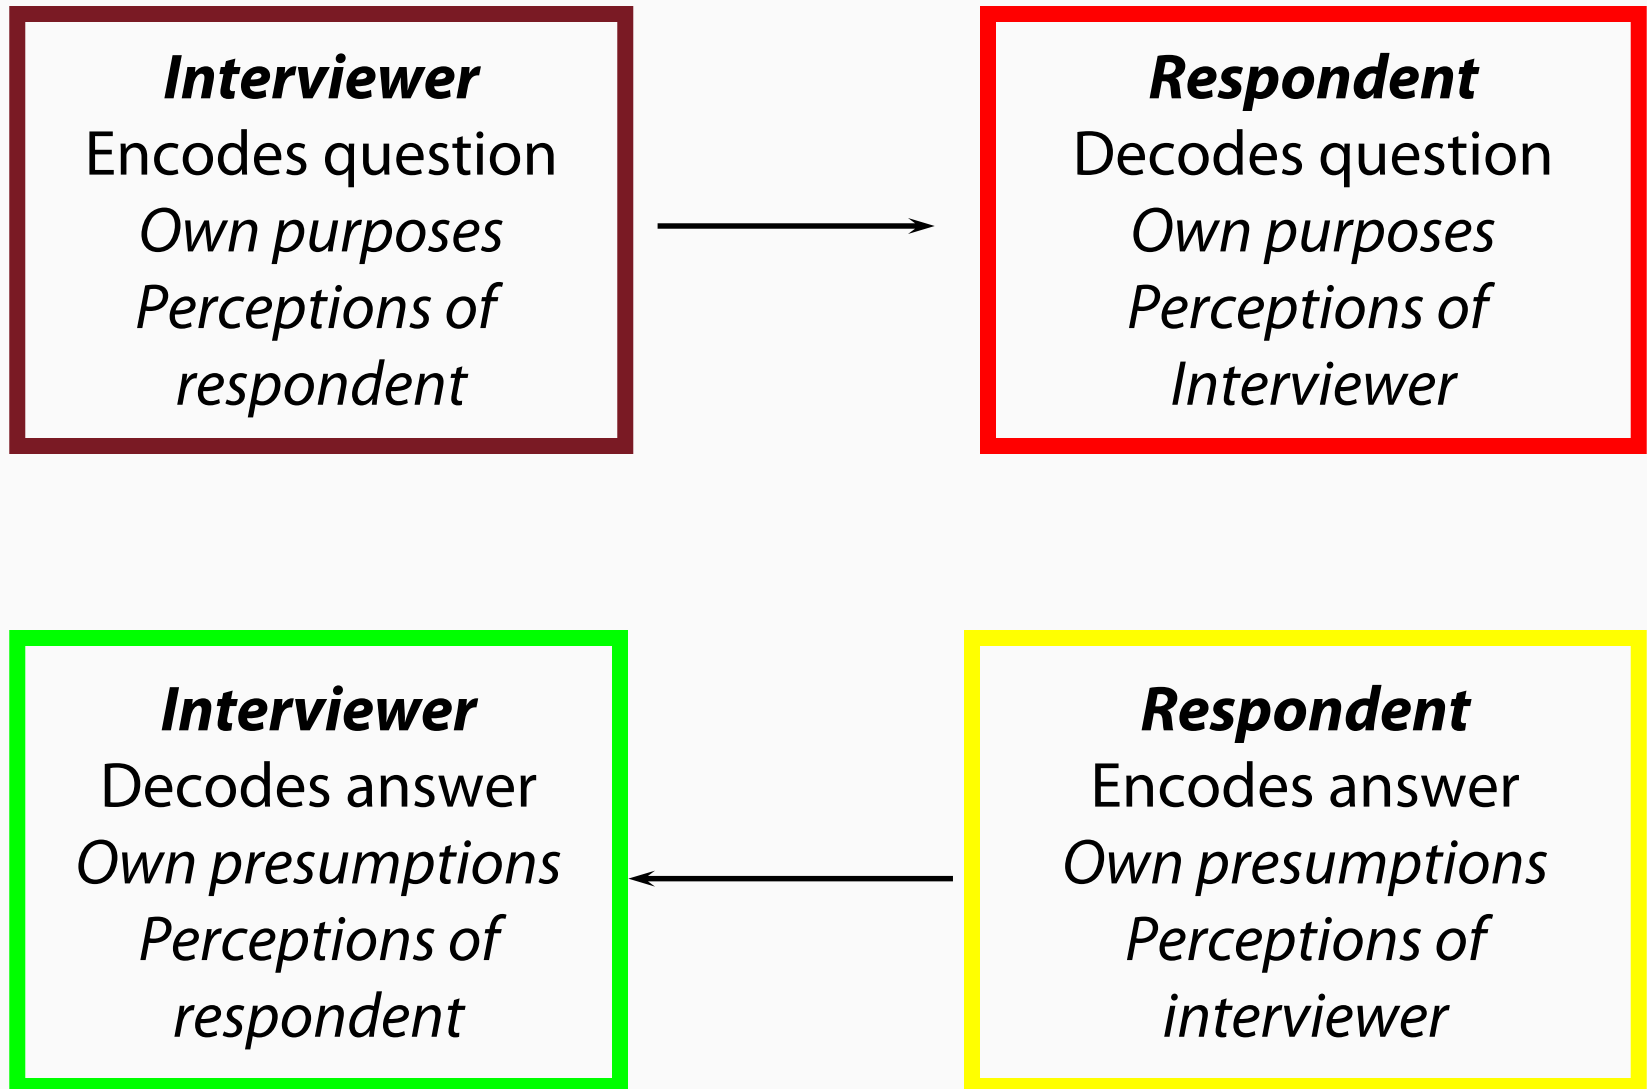 Interviewer
Encodes question
Own purposes
Perceptions of
respondent
Respondent
Decodes question
Own purposes
Perceptions of
Interviewer
Interviewer
Decodes answer
Own presumptions
Perceptions of
respondent
Respondent
Encodes answer
Own presumptions
Perceptions of
interviewer